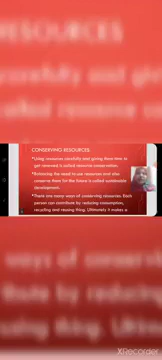 CONSERVING RESOURCES:
Using resources carefully and giving them time to
get renewed is called resource conservation.
Balancing the need to use resources and also
conserve them for the future is called sustainable
development.
There are many ways of conserving resources. Each
person can contribute by reducing consumption,
recycling and reusing thing. Ultimately it makes a
XRecorder